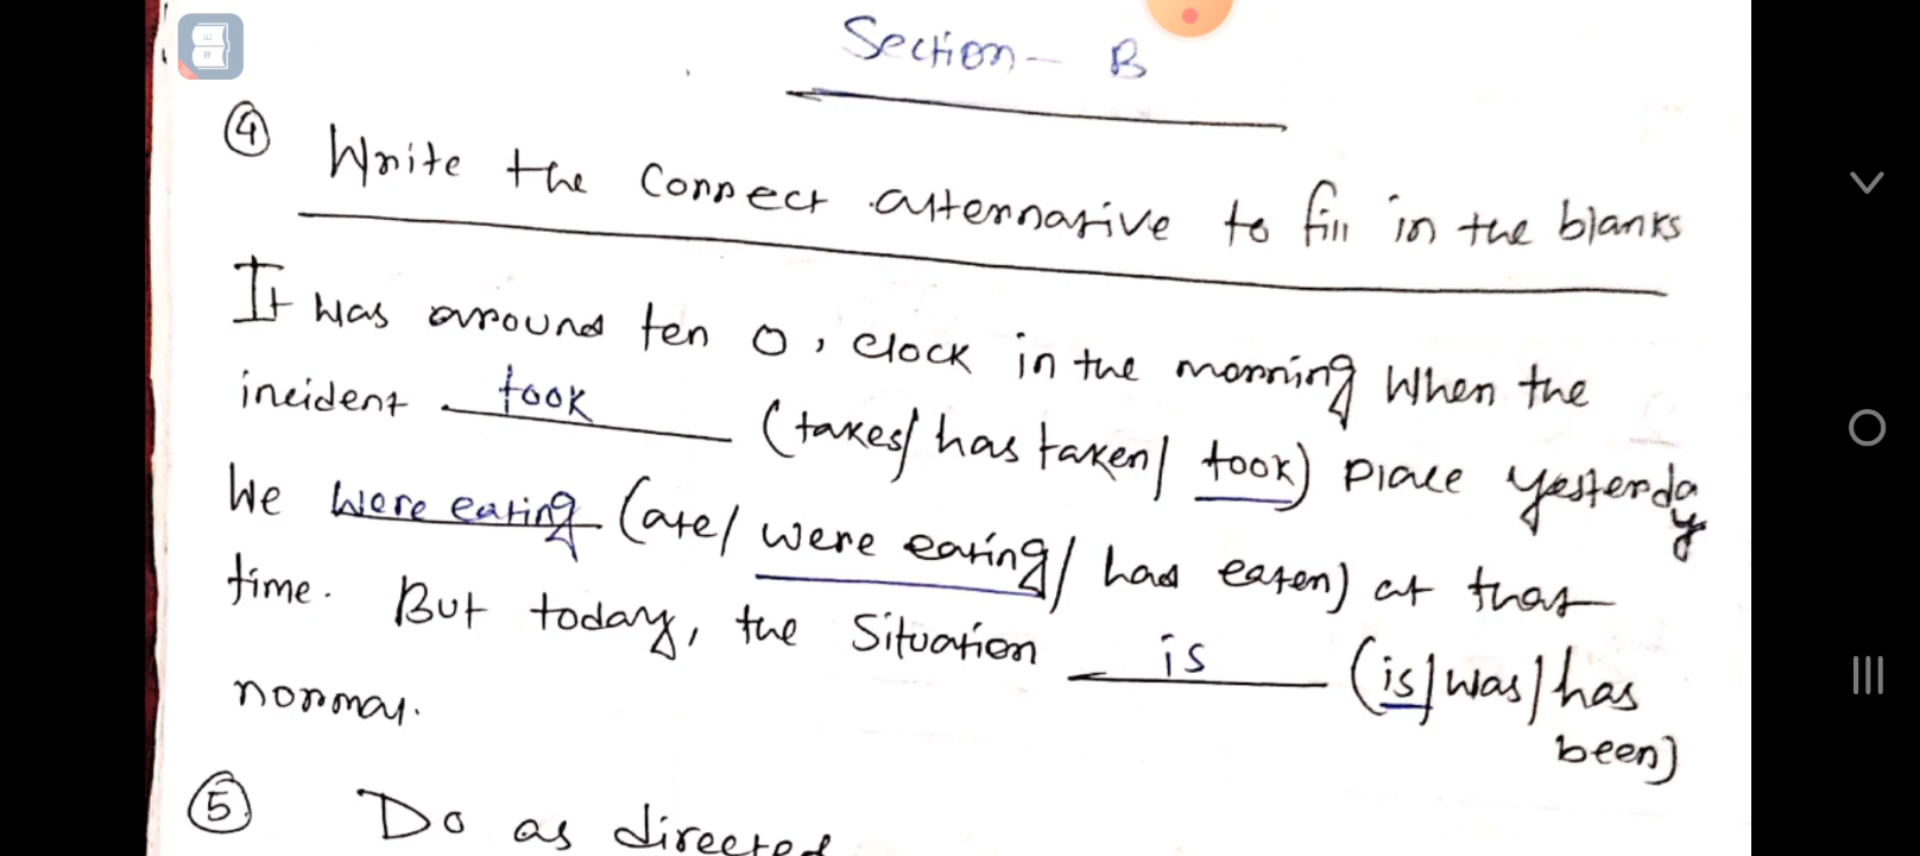 Section - B
④ Write the correct alternative to fill in the blanks
It was around ten o'clock in the morning when the
incident took (takes/ has taken/ took) place yesterday
We were eating (ate/ were eating/ had eaten) at that
time. But today, the situation is (is/was/has
been)
normal.
⑤ Do as directed